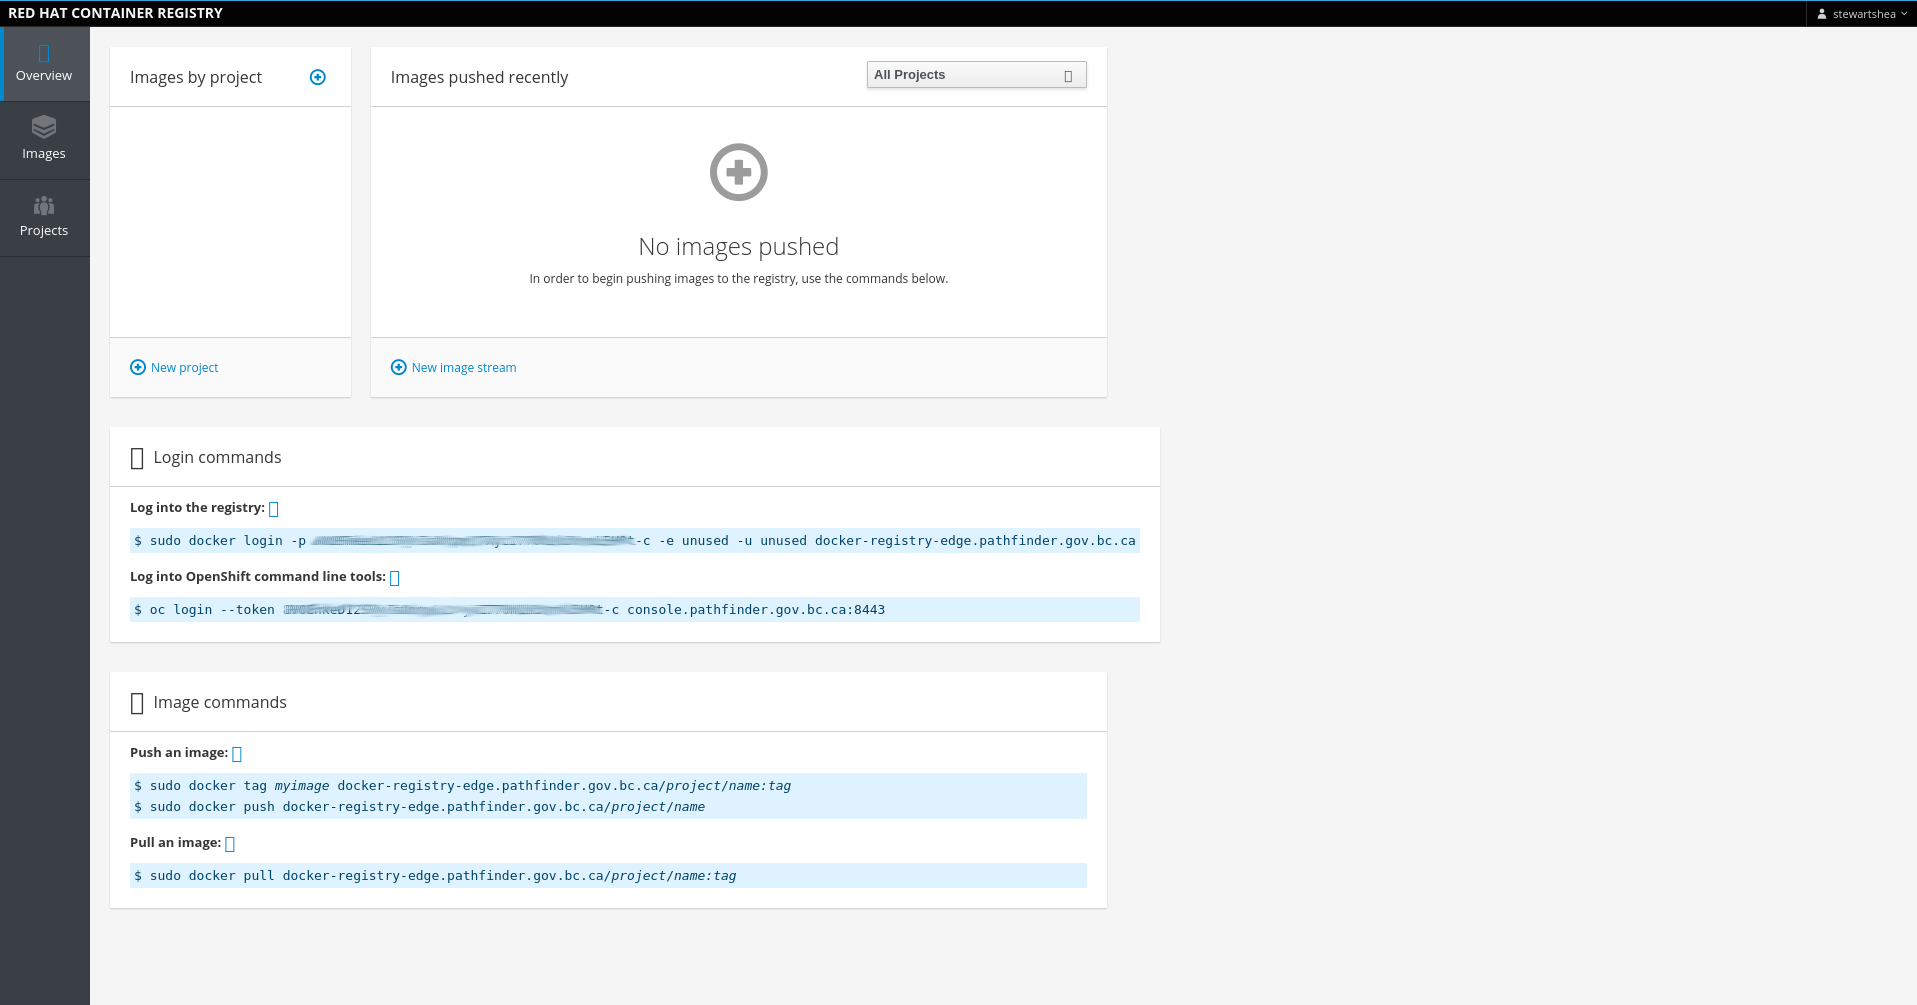 RED HAT CONTAINER REGISTRY
stewartshea
Overview
Images
Projects
Images by project
New project
Images pushed recently
All Projects
No images pushed
In order to begin pushing images to the registry, use the commands below.
New image stream
Login commands
Log into the registry:
$ sudo docker login -p -c -e unused -u unused docker-registry-edge.pathfinder.gov.bc.ca
Log into OpenShift command line tools:
$ oc login --token -c console.pathfinder.gov.bc.ca:8443
Image commands
Push an image:
$ sudo docker tag myimage docker-registry-edge.pathfinder.gov.bc.ca/project/name:tag
$ sudo docker push docker-registry-edge.pathfinder.gov.bc.ca/project/name
Pull an image:
$ sudo docker pull docker-registry-edge.pathfinder.gov.bc.ca/project/name:tag